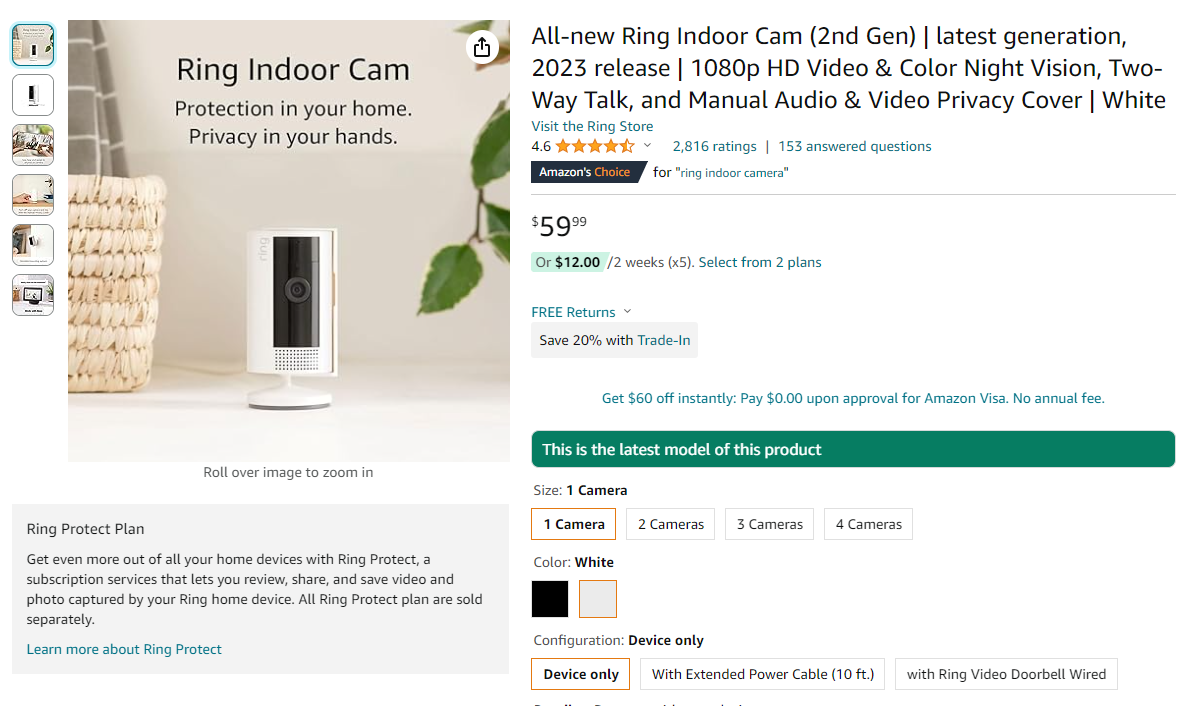 Ring Indoor Cam
Protection in your home.
Privacy in your hands.
ring
Roll over image to zoom in
Ring Protect Plan
Get even more out of all your home devices with Ring Protect, a
subscription services that lets you review, share, and save video and
photo captured by your Ring home device. All Ring Protect plan are sold
separately.
Learn more about Ring Protect
All-new Ring Indoor Cam (2nd Gen) | latest generation,
2023 release | 1080p HD Video & Color Night Vision, Two-
Way Talk, and Manual Audio & Video Privacy Cover | White
Visit the Ring Store
4.6 2,816 ratings | 153 answered questions
Amazon's Choice for "ring indoor camera"
$5999
Or $12.00 /2 weeks (x5). Select from 2 plans
FREE Returns
Save 20% with Trade-In
Get $60 off instantly: Pay $0.00 upon approval for Amazon Visa. No annual fee.
This is the latest model of this product
Size: 1 Camera
1 Camera 2 Cameras 3 Cameras 4 Cameras
Color: White
Configuration: Device only
Device only With Extended Power Cable (10 ft.) with Ring Video Doorbell Wired